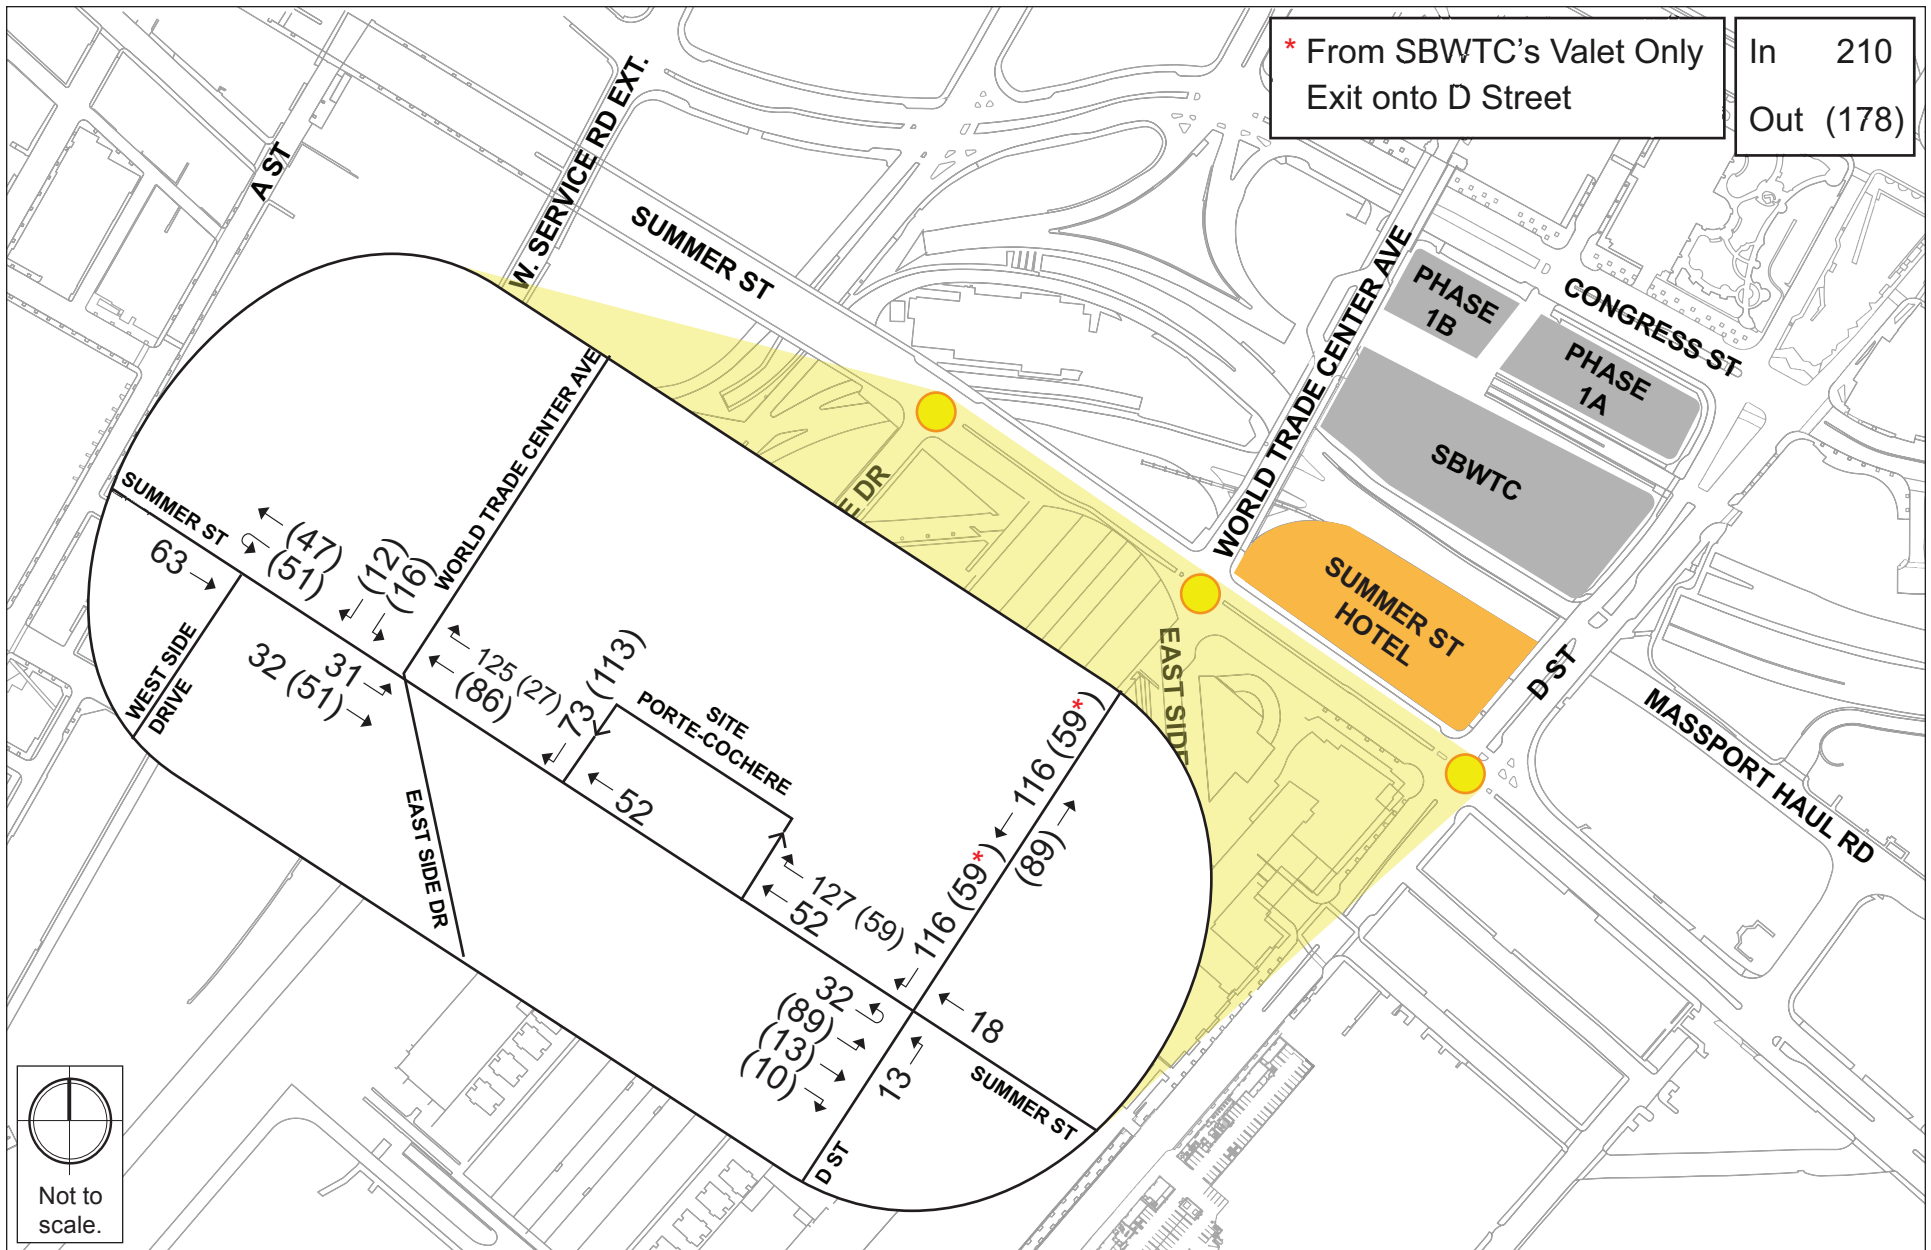 * From SBWTC's Valet Only
Exit onto D Street
In 210
Out (178)
A ST
W. SERVICE RD EXT.
SUMMER ST
WORLD TRADE CENTER AVE
CONGRESS ST
PHASE
1B
PHASE
1A
SBWTC
SUMMER ST
HOTEL
D ST
MASSPORT HAUL RD
E DR
EAST SIDE
SUMMER ST
63
(47)
(51)
(12)
(16)
WORLD TRADE CENTER AVE
WEST SIDE
DRIVE
31
32 (51)
125 (27)
(86)
73 (113)
SITE
PORTE-COCHERE
52
EAST SIDE DR
127 (59)
52
116 (59*)
(89)
116 (59*)
32
(89)
(13)
(10)
18
13
SUMMER ST
D ST
Not to
scale.